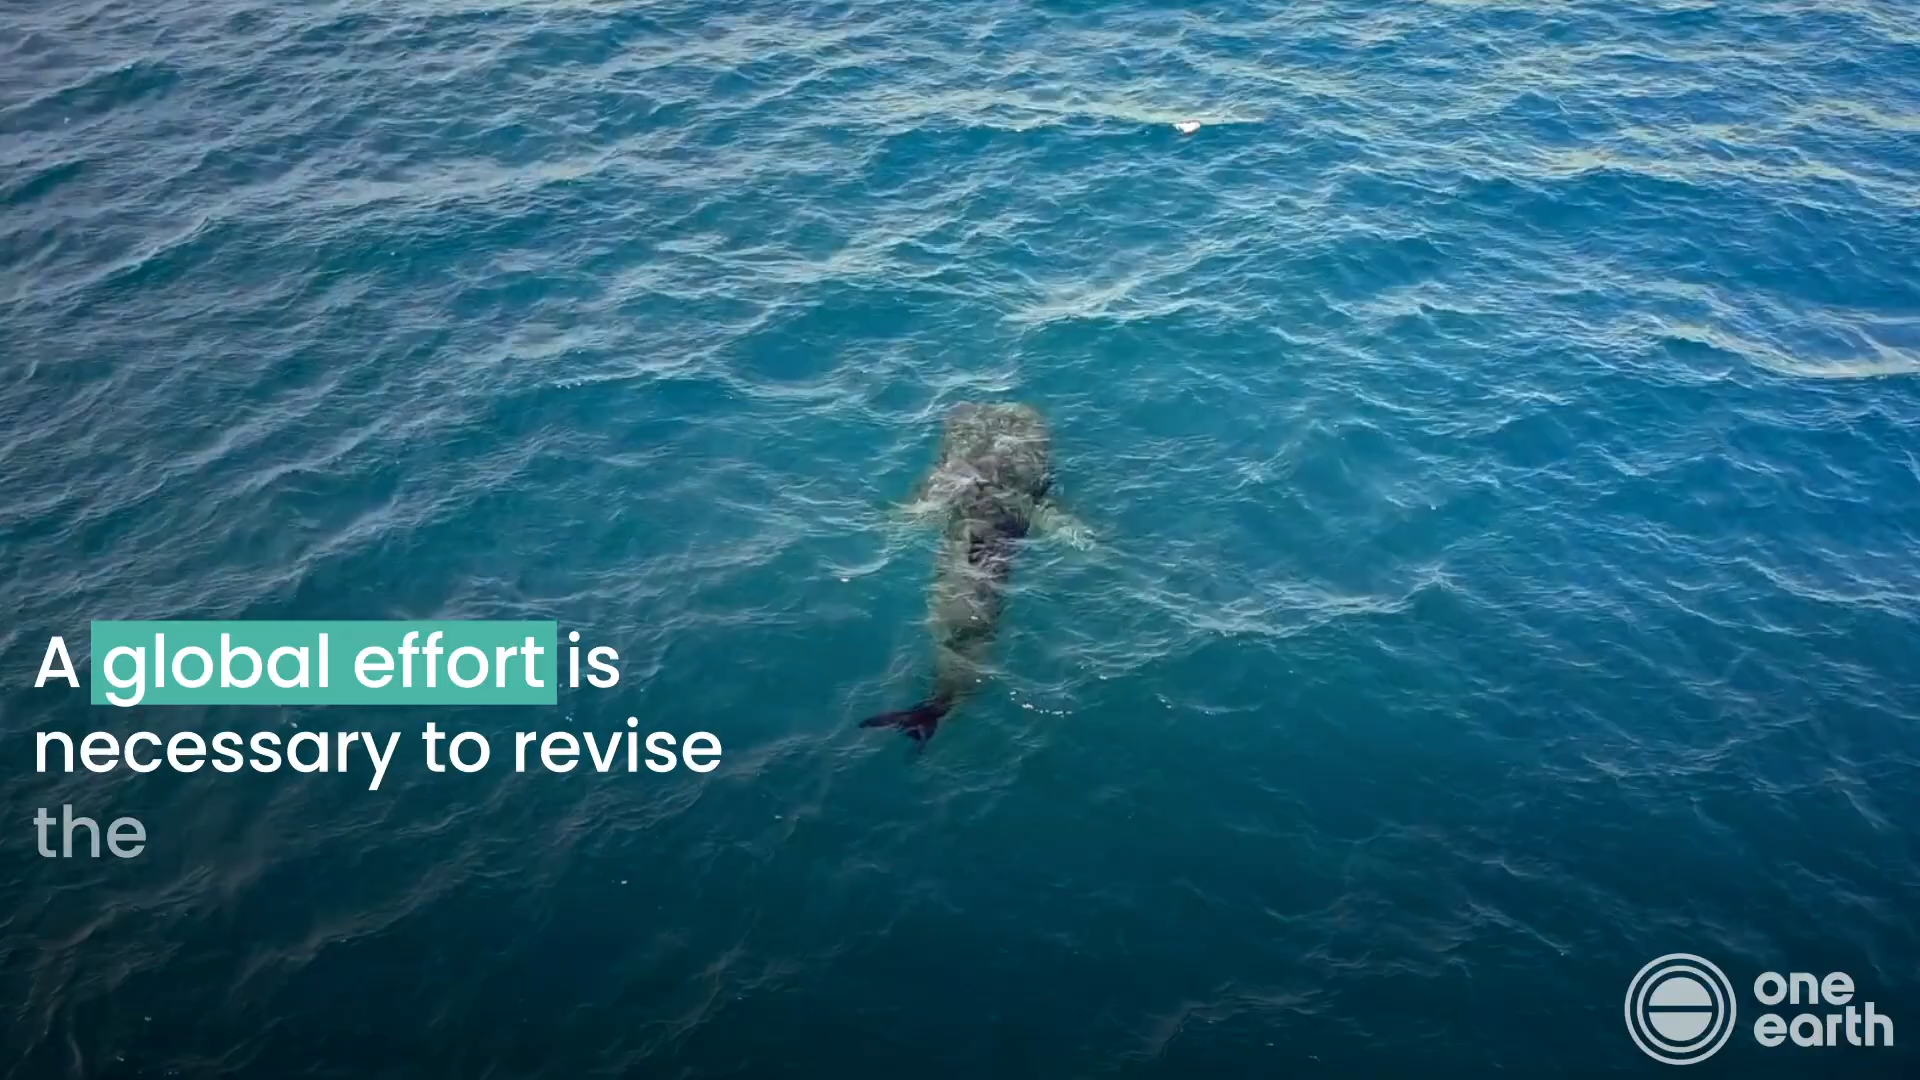 A global effort is
necessary to revise
the
one
earth